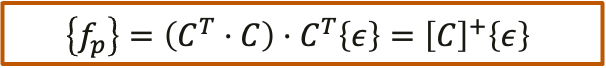 {f_p} = (C^T · C) · C^T{ϵ} = [C]^+{ϵ}